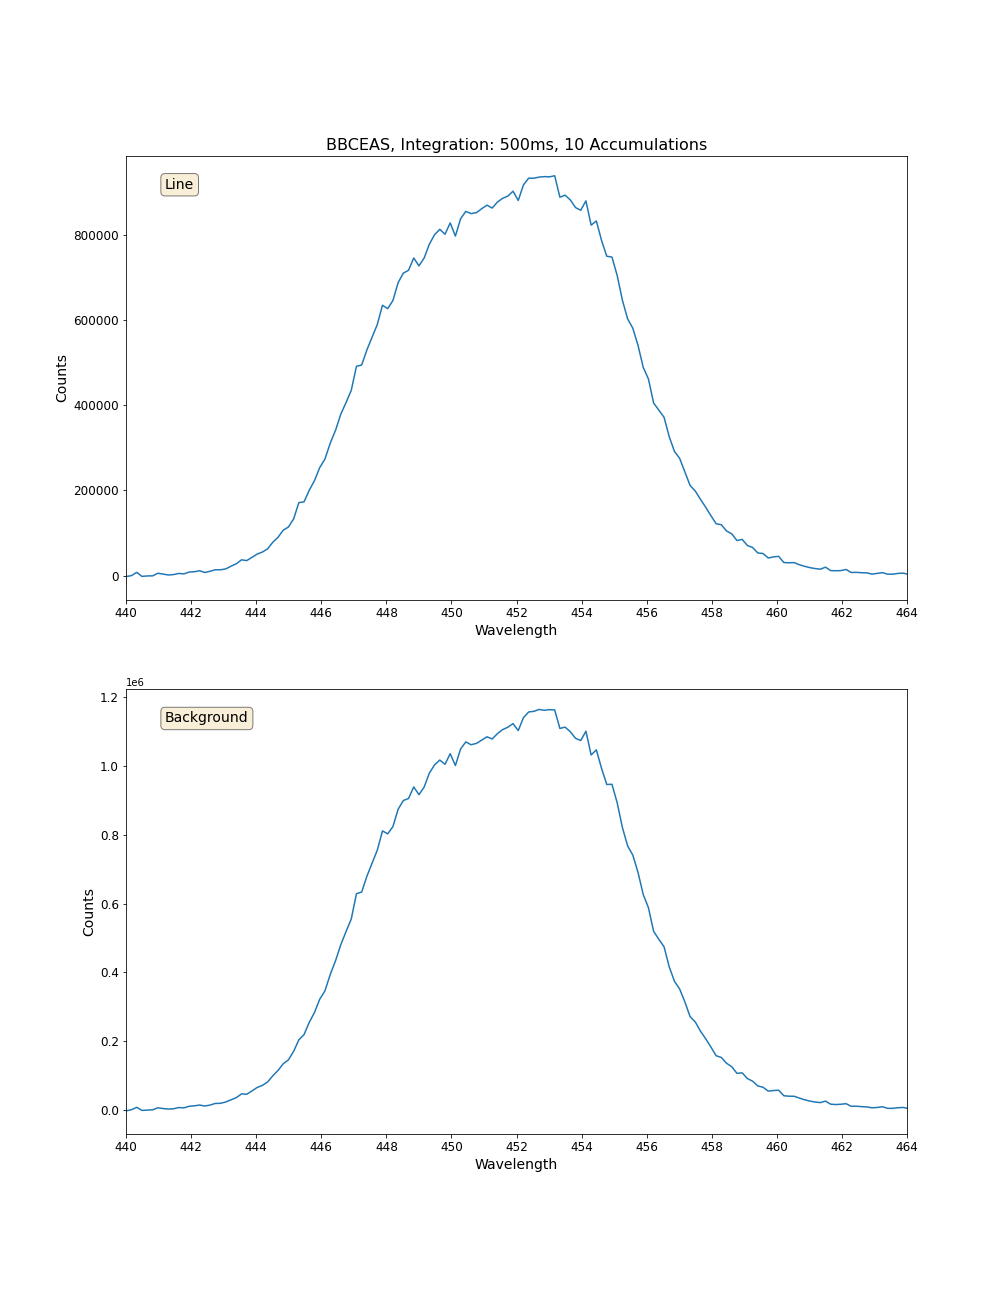 BBCEAS, Integration: 500ms, 10 Accumulations
Line
800000
600000
400000
200000
0
Counts
440 442 444 446 448 450 452 454 456 458 460 462 464
Wavelength
1e6
Background
1.2
1.0
0.8
0.6
0.4
0.2
0.0
Counts
440 442 444 446 448 450 452 454 456 458 460 462 464
Wavelength